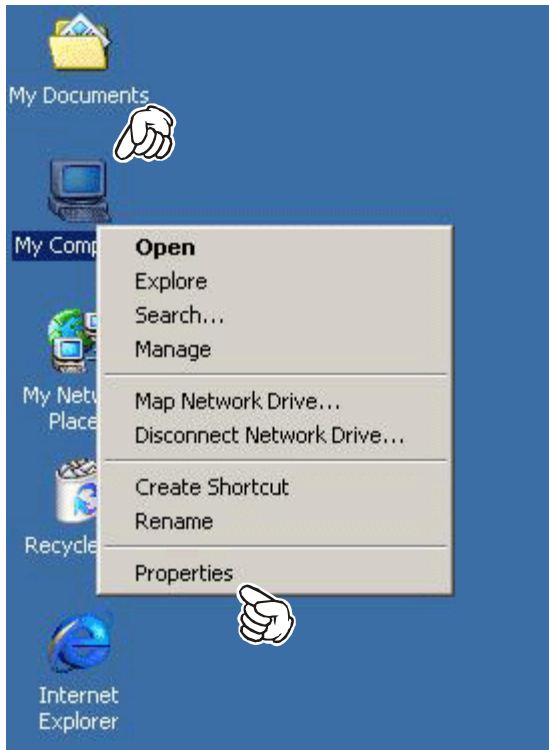 My Documents
My Comp
Open
Explore
Search...
Manage
My Netw
Place
Map Network Drive...
Disconnect Network Drive...
Create Shortcut
Rename
Recycle
Properties
Internet
Explorer